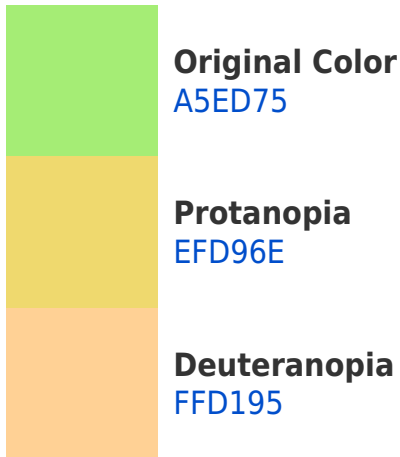 Original Color
A5ED75
Protanopia
EFD96E
Deuteranopia
FFD195